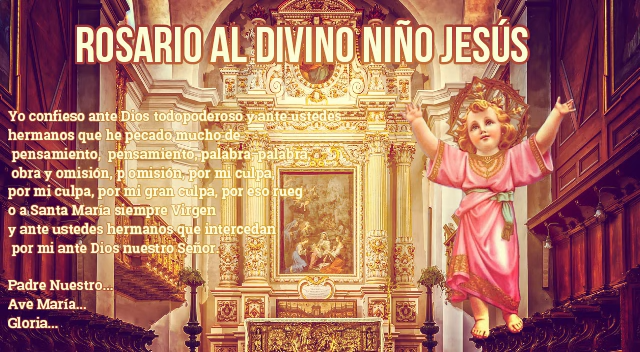 ROSARIO AL DIVINO NIÑO JESÚS
Yo confieso ante Dios todopoderoso y ante ustedes
hermanos que he pecado mucho de
pensamiento, pensamiento, palabra, palabra
obra y omisión, p omisión, por mi culpa,
por mi culpa, por mi gran culpa, por eso rueg
o a Santa María siempre Virgen
y ante ustedes hermanos que intercedan
por mi ante Dios nuestro Señor.
Padre Nuestro...
Ave María...
Gloria...